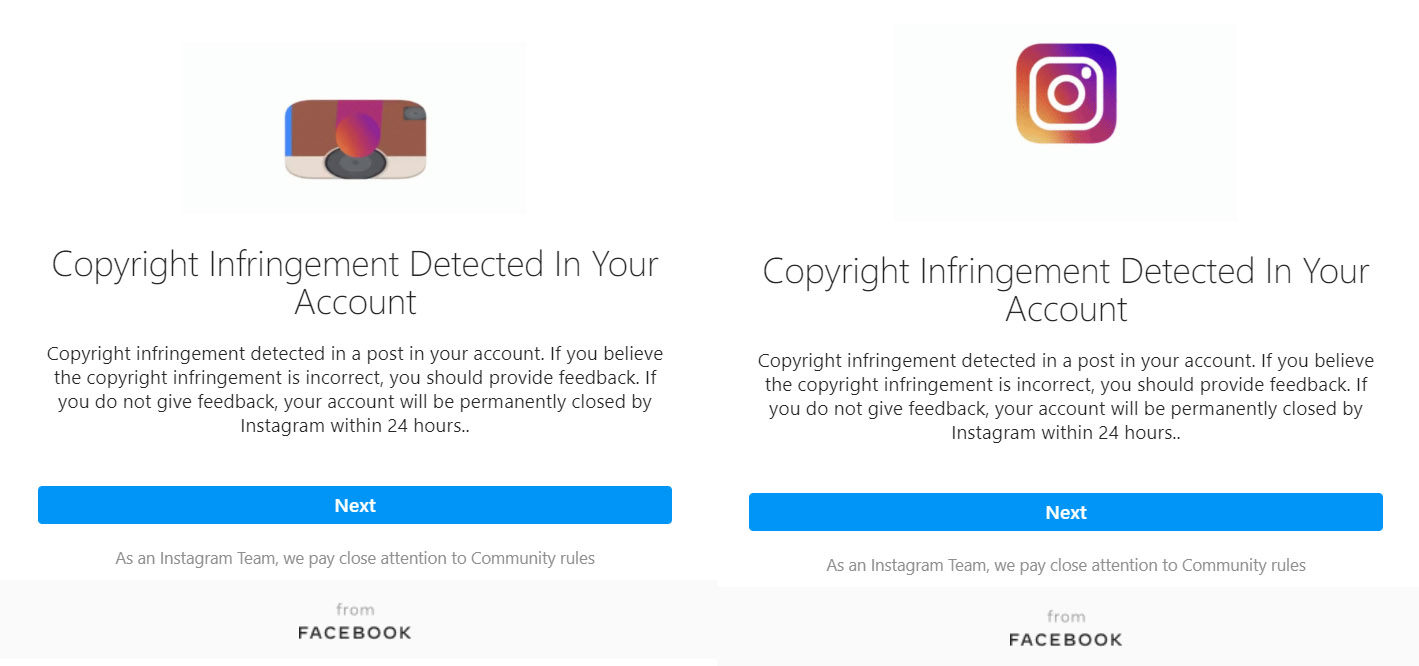 Copyright Infringement Detected In Your
Account
Copyright infringement detected in a post in your account. If you believe
the copyright infringement is incorrect, you should provide feedback. If
you do not give feedback, your account will be permanently closed by
Instagram within 24 hours..
Next
As an Instagram Team, we pay close attention to Community rules
from
FACEBOOK
Copyright Infringement Detected In Your
Account
Copyright infringement detected in a post in your account. If you believe
the copyright infringement is incorrect, you should provide feedback. If
you do not give feedback, your account will be permanently closed by
Instagram within 24 hours..
Next
As an Instagram Team, we pay close attention to Community rules
from
FACEBOOK